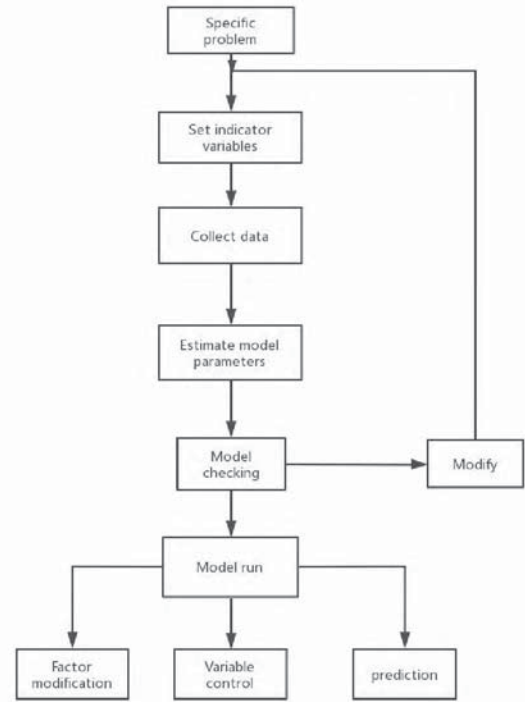 Specific
problem
Set indicator
variables
Collect data
Estimate model
parameters
Model
checking
Modify
Model run
Factor
modification
Variable
control
prediction